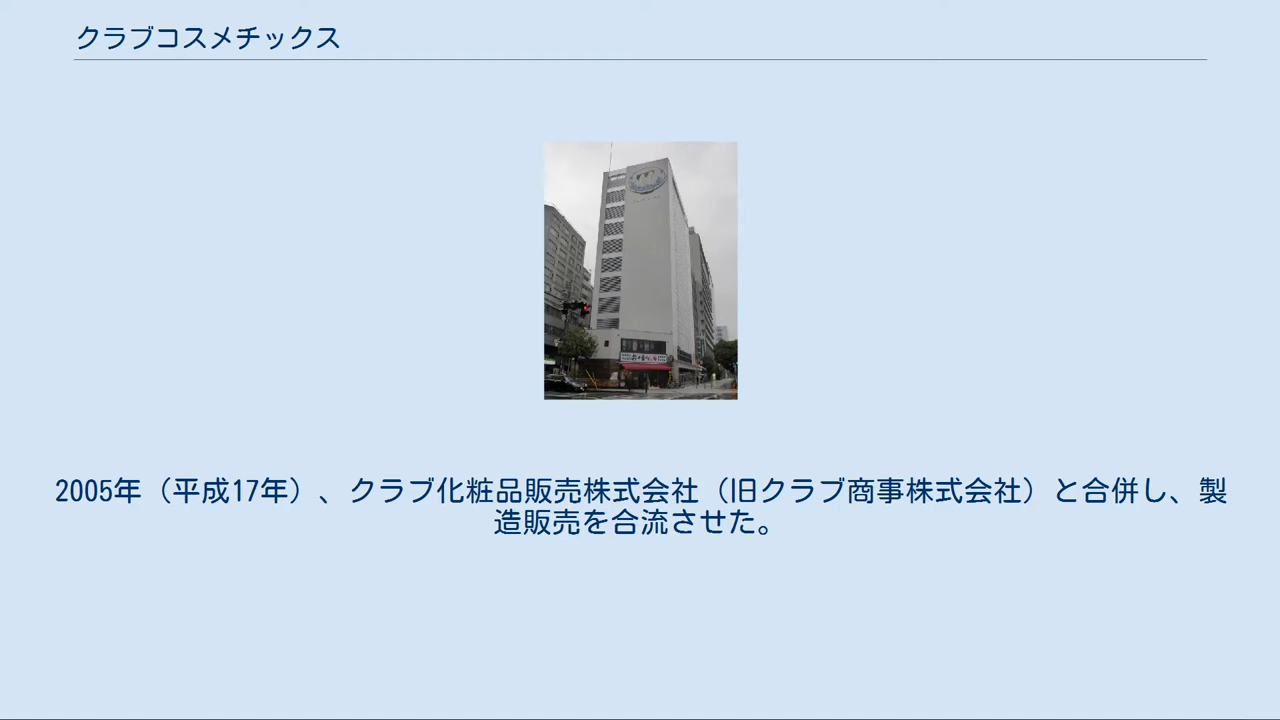 クラブコスメチックス
2005年（平成17年）、クラブ化粧品販売株式会社（旧クラブ商事株式会社）と合併し、製
造販売を合流させた。